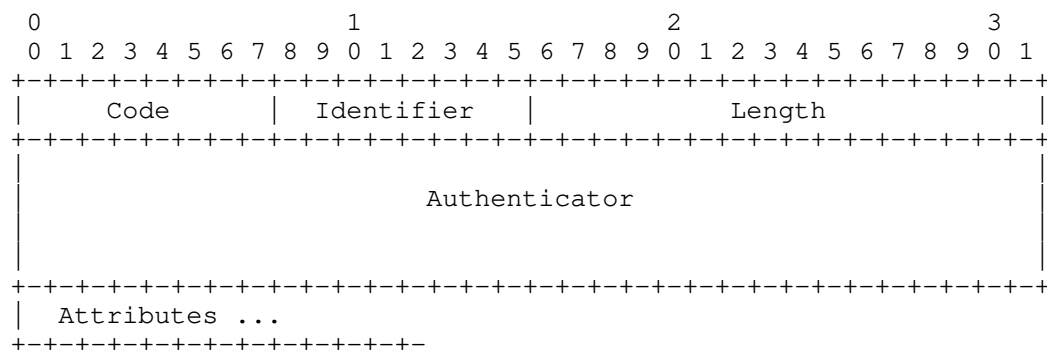 0                   1                   2                   3
 0 1 2 3 4 5 6 7 8 9 0 1 2 3 4 5 6 7 8 9 0 1 2 3 4 5 6 7 8 9 0 1
+-+-+-+-+-+-+-+-+-+-+-+-+-+-+-+-+-+-+-+-+-+-+-+-+-+-+-+-+-+-+-+-+
|     Code      |  Identifier   |            Length             |
+-+-+-+-+-+-+-+-+-+-+-+-+-+-+-+-+-+-+-+-+-+-+-+-+-+-+-+-+-+-+-+-+
|                                                               |
|                         Authenticator                         |
|                                                               |
|                                                               |
+-+-+-+-+-+-+-+-+-+-+-+-+-+-+-+-+-+-+-+-+-+-+-+-+-+-+-+-+-+-+-+-+
|  Attributes ...
+-+-+-+-+-+-+-+-+-+-+-+-+-